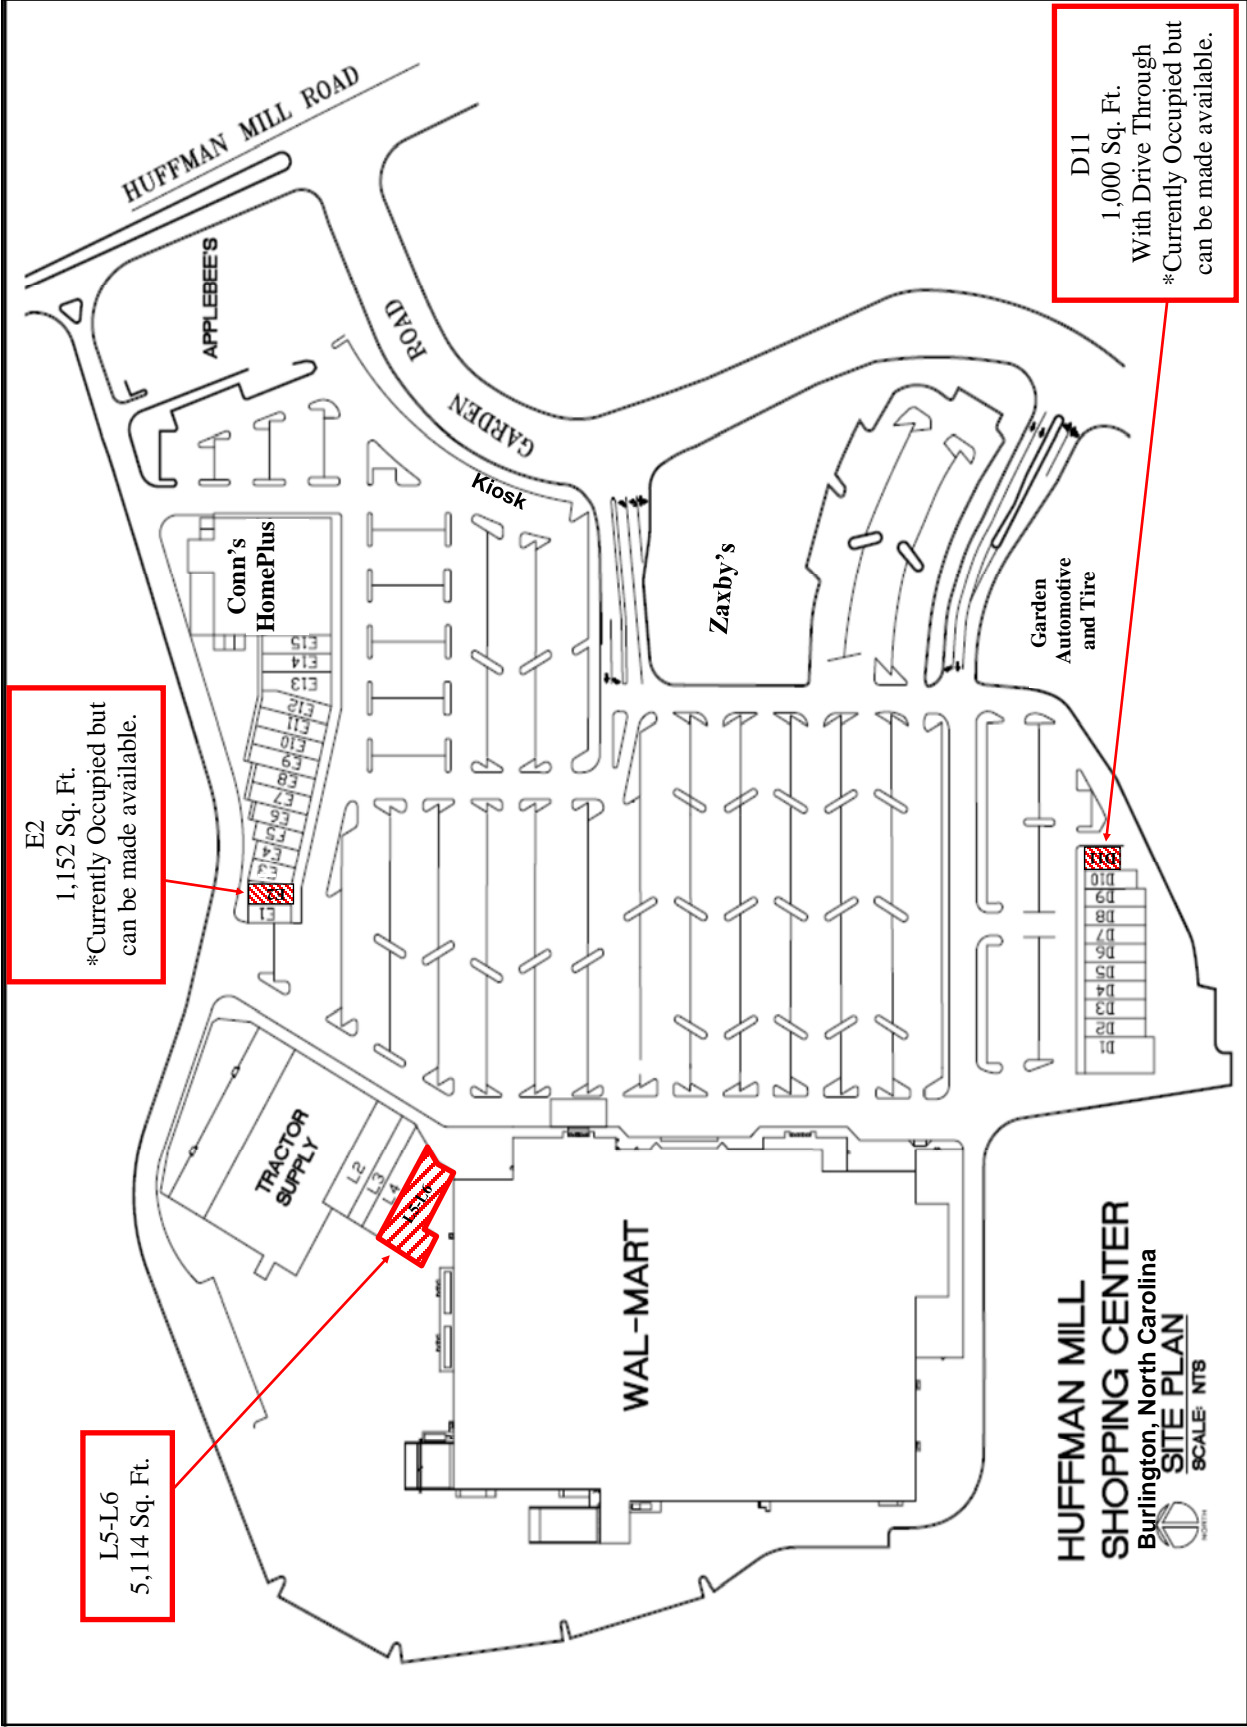 HUFFMAN MILL ROAD
APPLEBEE'S
GARDEN
ROAD
Kiosk
Conn's
HomePlus
E15
E14
E13
E12
E11
E10
E9
E8
E7
E6
E5
E4
E3
E2
E1
E2
1,152 Sq. Ft.
*Currently Occupied but
can be made available.
D11
1,000 Sq. Ft.
With Drive Through
*Currently Occupied but
can be made available.
Zaxby's
Garden
Automotive
and Tire
D11
D10
D9
D8
D7
D6
D5
D4
D3
D2
D1
TRACTOR
SUPPLY
L2
L3
L4
L5-L6
L5-L6
5,114 Sq. Ft.
WAL-MART
HUFFMAN MILL
SHOPPING CENTER
Burlington, North Carolina
SITE PLAN
SCALE: NTS
NORTH